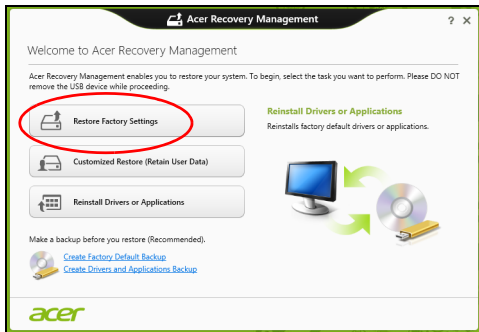 Acer Recovery Management
? ×
Welcome to Acer Recovery Management
Acer Recovery Management enables you to restore your system. To begin, select the task you want to perform. Please DO NOT
remove the USB device while proceeding.
Restore Factory Settings
Customized Restore (Retain User Data)
Reinstall Drivers or Applications
Reinstall Drivers or Applications
Reinstalls factory default drivers or applications.
Make a backup before you restore (Recommended).
Create Factory Default Backup
Create Drivers and Applications Backup
acer